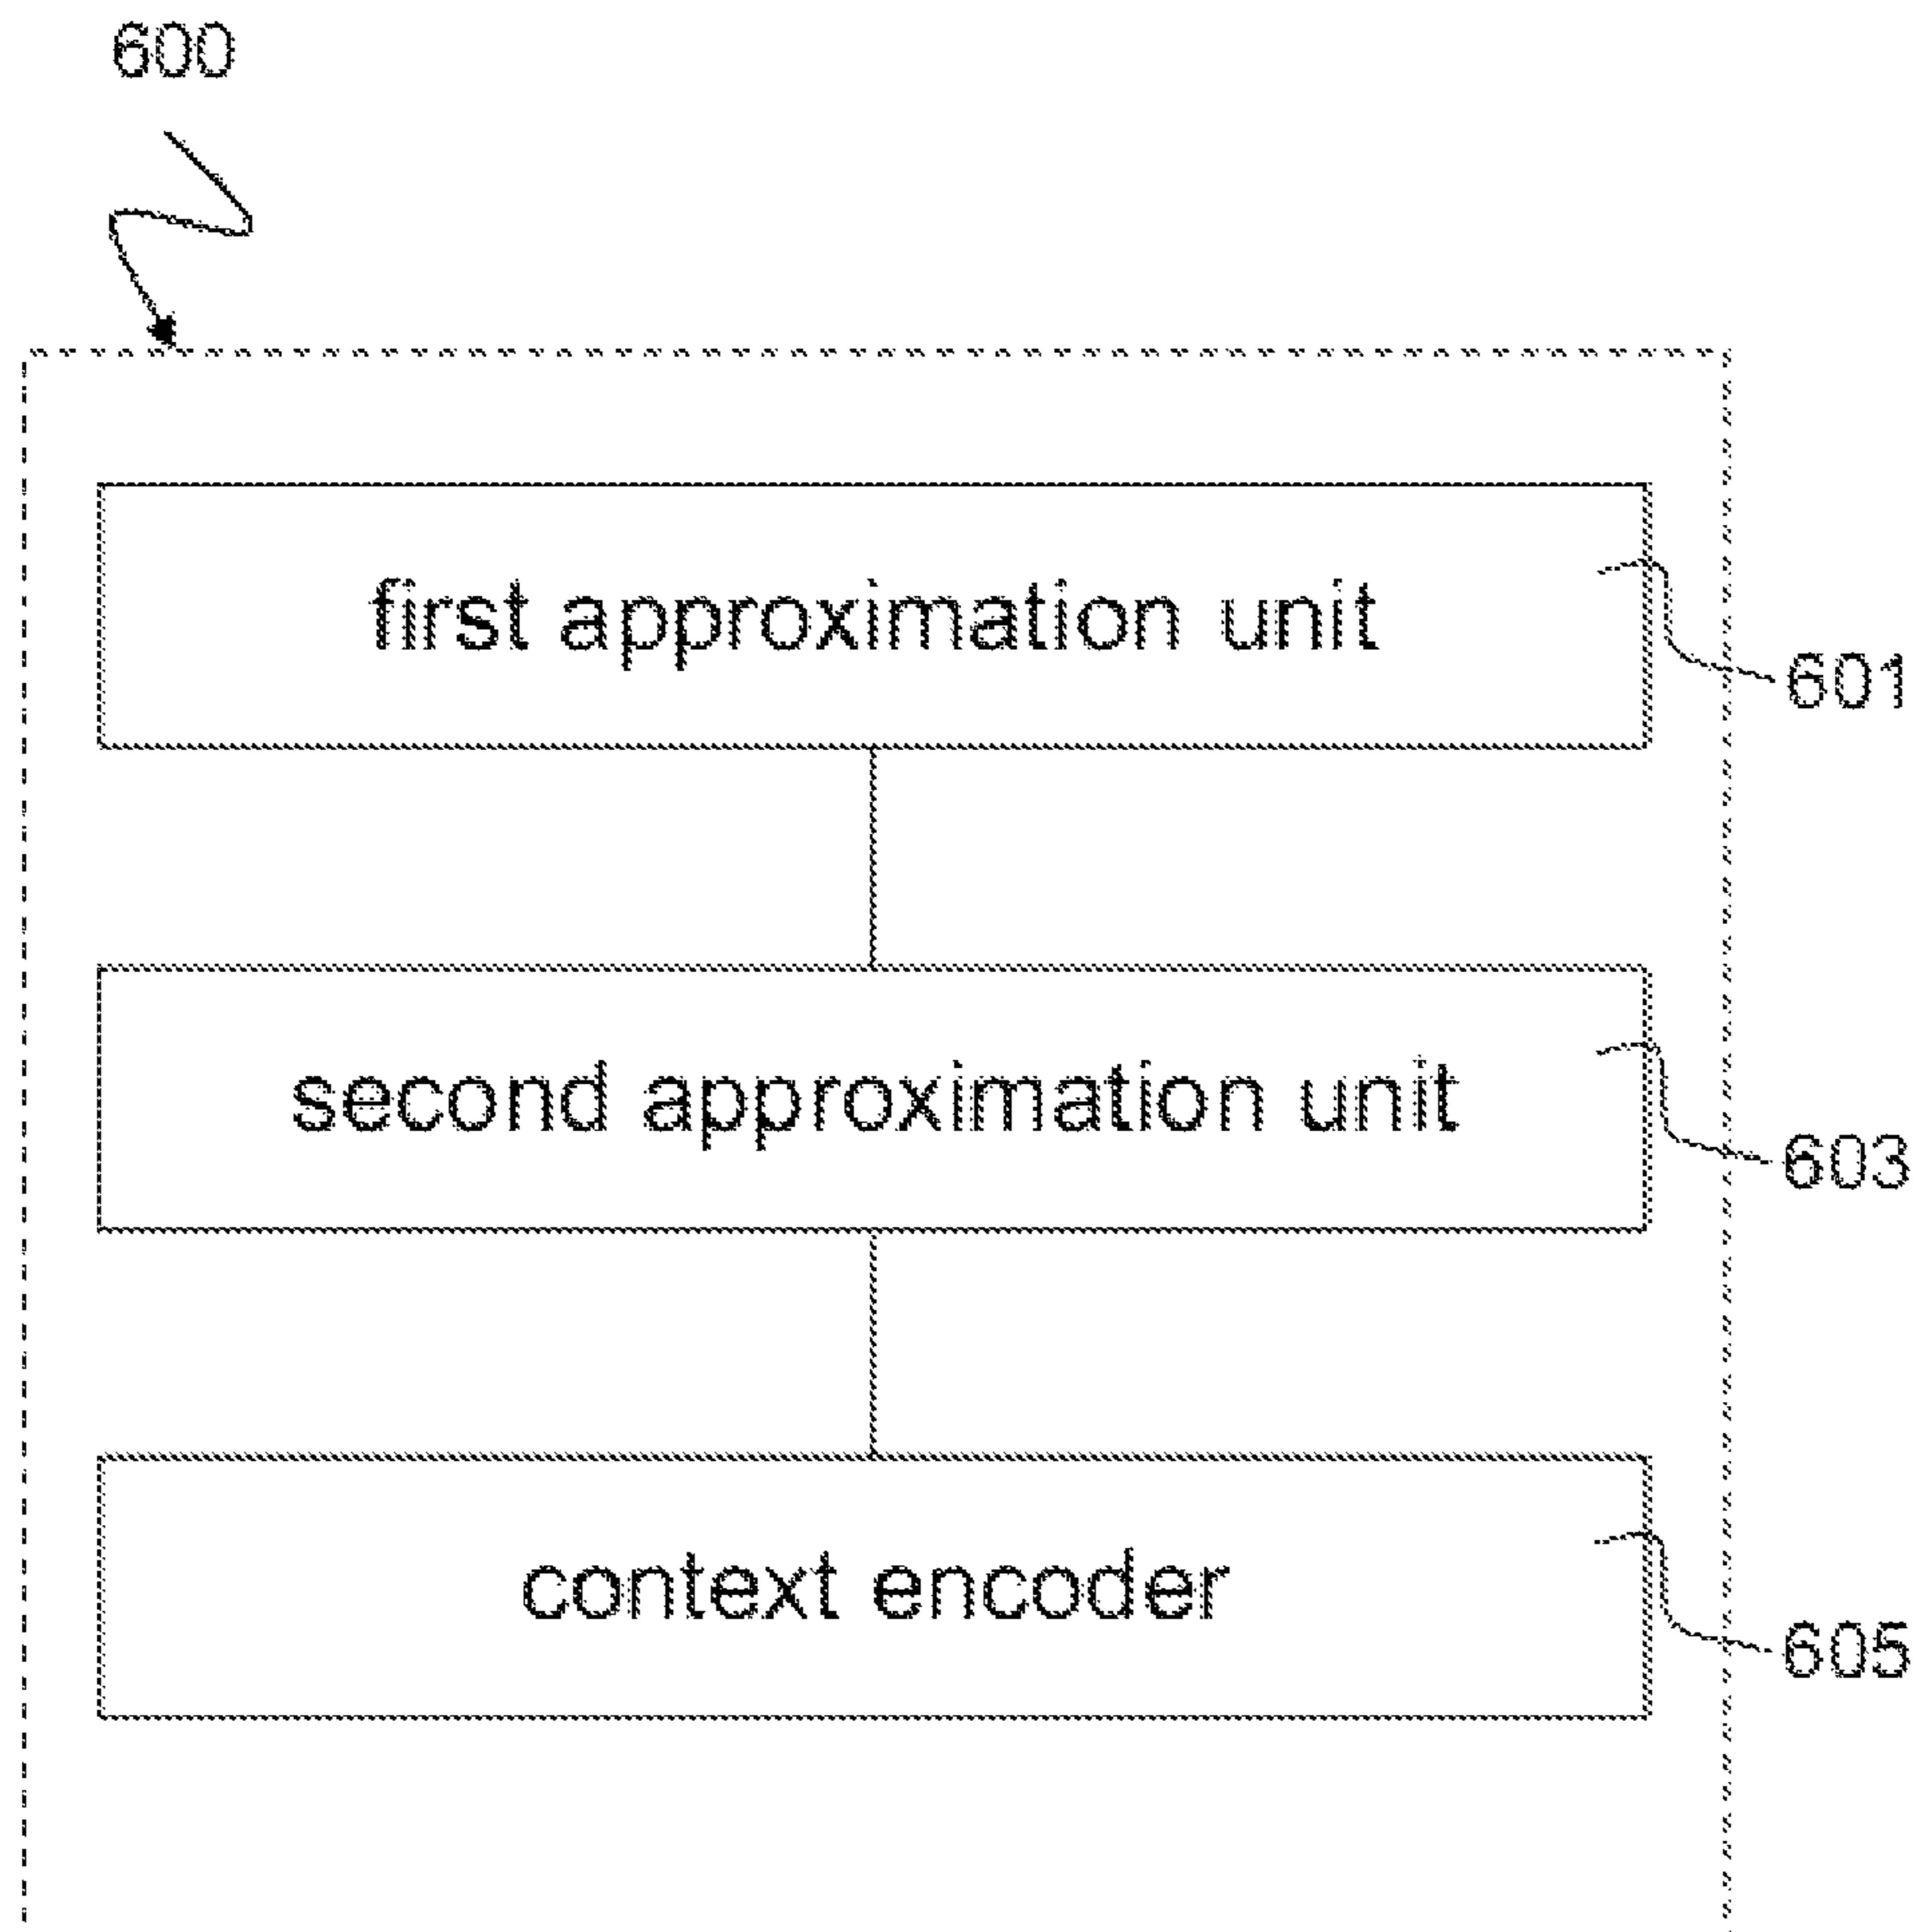 600
first approximation unit
601
second approximation unit
603
context encoder
605